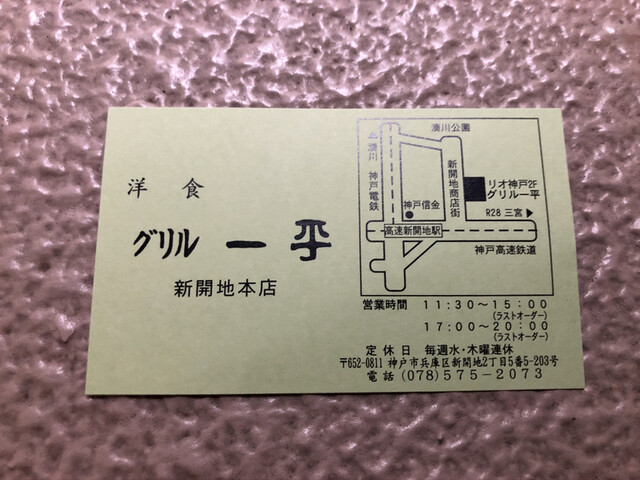 洋食
グリル 一平
新開地本店
湊川公園
湊川
神戸電鉄
新開地商店街
リオ神戸2F
グリル一平
神戸信金
R28 三宮▶
高速新開地駅
神戸高速鉄道
営業時間 11:30～15:00
(ラストオーダー)
17:00～20:00
(ラストオーダー)
定休日 毎週水・木曜連休
〒652-0811 神戸市兵庫区新開地2丁目5番5-203号
電話 (078)575-2073